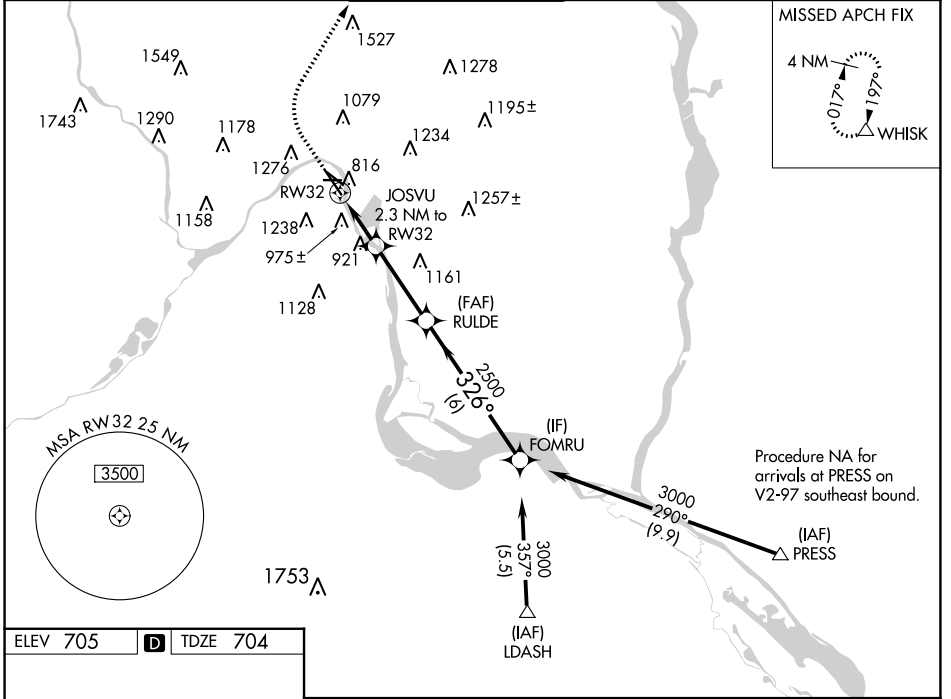 MISSED APCH FIX
4 NM
017°
197°
WHISK
1527
1549
1278
1743
1290
1178
1079
1195±
1234
1276
816
RW32
JOSVU
2.3 NM to
RW32
1257±
1158
1238
975±
921
1161
1128
(FAF)
RULDE
2500
326°
(6)
(IF)
FOMRU
MSA RW32 25 NM
3500
Procedure NA for
arrivals at PRESS on
V2-97 southeast bound.
3000
290°
(9.9)
(IAF)
PRESS
3000
357°
(5.5)
1753
(IAF)
LDASH
ELEV 705 D TDZE 704